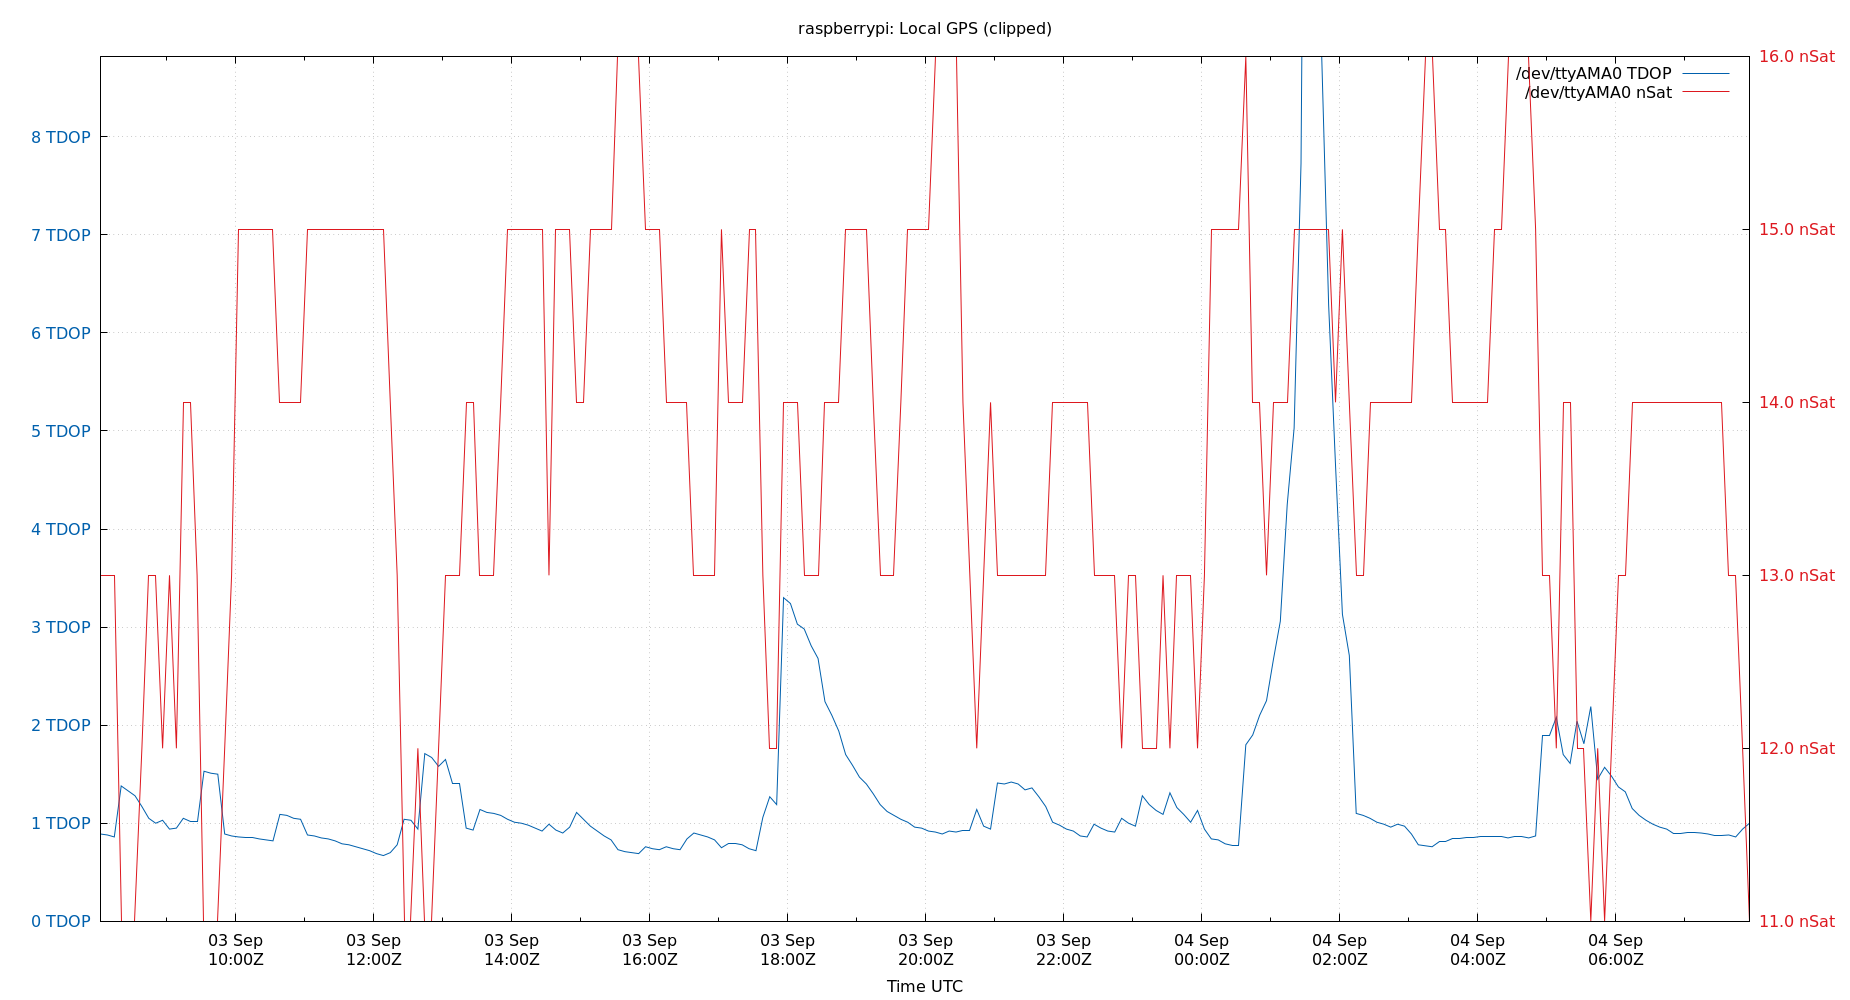 raspberrypi: Local GPS (clipped)
/dev/ttyAMA0 TDOP
/dev/ttyAMA0 nSat
8 TDOP
7 TDOP
6 TDOP
5 TDOP
4 TDOP
3 TDOP
2 TDOP
1 TDOP
0 TDOP
16.0 nSat
15.0 nSat
14.0 nSat
13.0 nSat
12.0 nSat
11.0 nSat
03 Sep
10:00Z
03 Sep
12:00Z
03 Sep
14:00Z
03 Sep
16:00Z
03 Sep
18:00Z
03 Sep
20:00Z
03 Sep
22:00Z
04 Sep
00:00Z
04 Sep
02:00Z
04 Sep
04:00Z
04 Sep
06:00Z
Time UTC